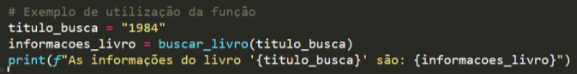 # Exemplo de utilização da função
titulo_busca = "1984"
informacoes_livro = buscar_livro(titulo_busca)
print(f"As informações do livro '{titulo_busca}' são: {informacoes_livro}")